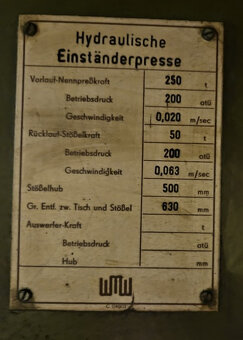 Hydraulische
Einständerpresse
Vorlauf-Nennpreßkraft 250 t
Betriebsdruck 200 atü
Geschwindigkeit 0,020 m/sec
Rücklauf-Stößelkraft 50 t
Betriebsdruck 200 atü
Geschwindigkeit 0,063 m/sec
Stößelhub 500 mm
Gr. Entf. zw. Tisch und Stößel 630 mm
Auswerfer-Kraft t
Betriebsdruck atü
Hub mm
WMW